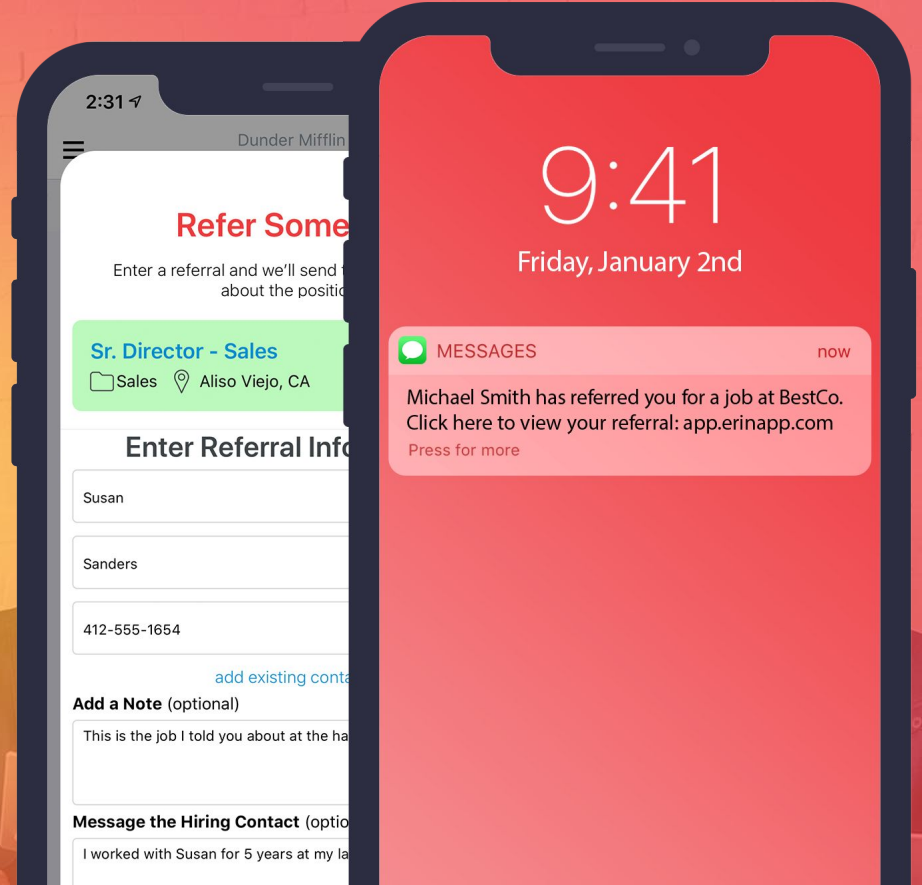 2:31
Dunder Mifflin
Refer Some
Enter a referral and we'll send
about the positio
Sr. Director - Sales
Sales Aliso Viejo, CA
Enter Referral Info
Susan
Sanders
412-555-1654
add existing conta
Add a Note (optional)
This is the job I told you about at the ha
Message the Hiring Contact (optio
I worked with Susan for 5 years at my la
9:41
Friday, January 2nd
MESSAGES now
Michael Smith has referred you for a job at BestCo.
Click here to view your referral: app.erinapp.com
Press for more